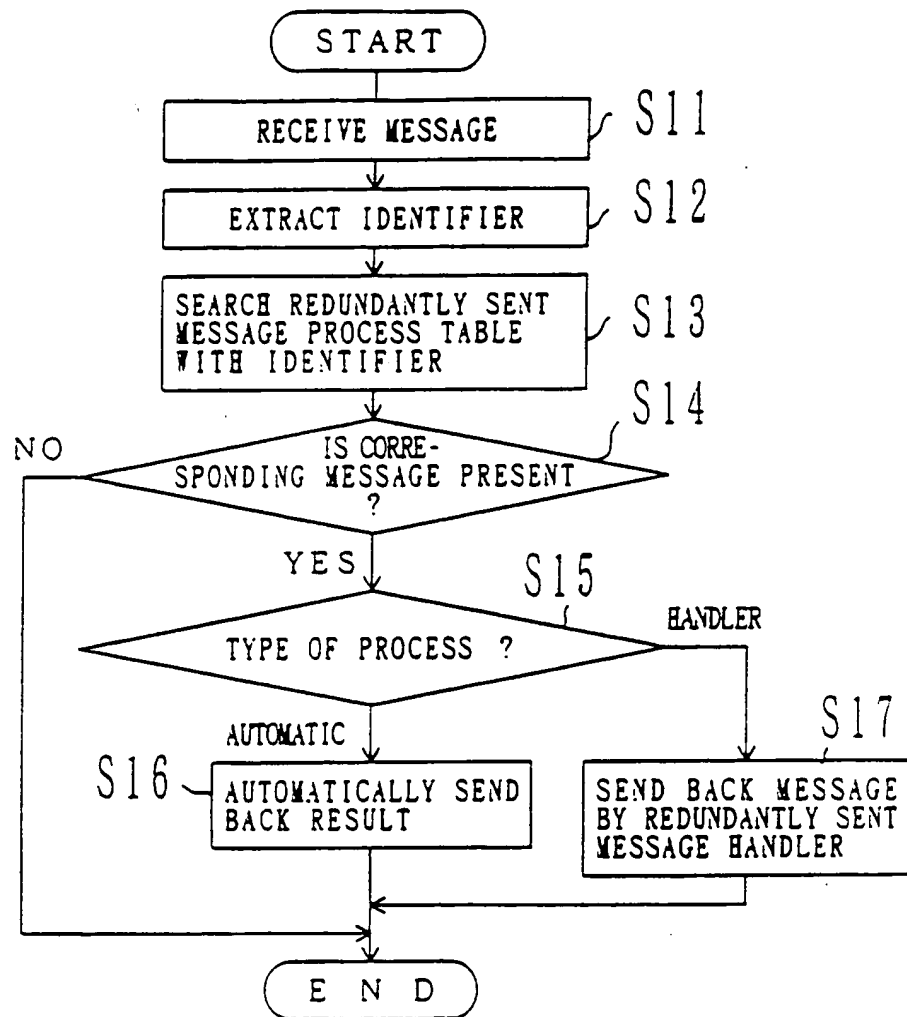 START
RECEIVE MESSAGE
S11
EXTRACT IDENTIFIER
S12
SEARCH REDUNDANTLY SENT
MESSAGE PROCESS TABLE
WITH IDENTIFIER
S13
S14
NO
IS CORRE-
SPONDING MESSAGE PRESENT
?
YES
S15
TYPE OF PROCESS ?
HANDLER
AUTOMATIC
S16
AUTOMATICALLY SEND
BACK RESULT
S17
SEND BACK MESSAGE
BY REDUNDANTLY SENT
MESSAGE HANDLER
END